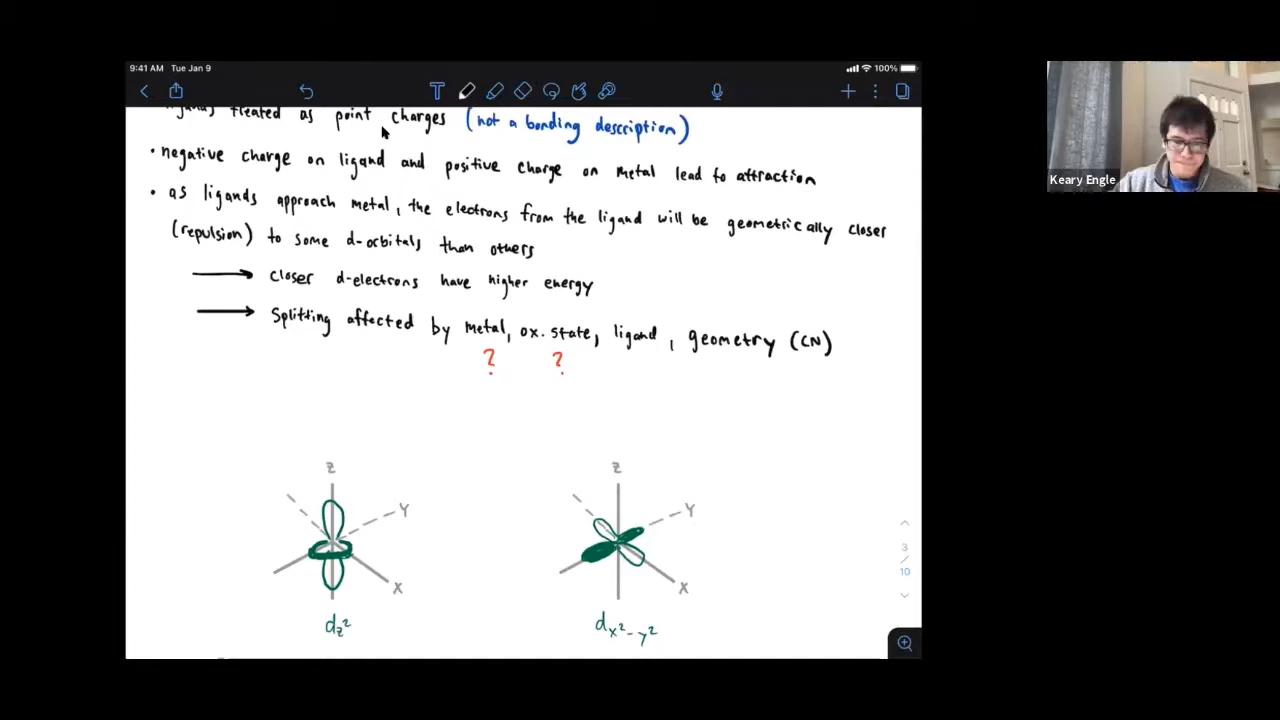 9:41 AM Tue Jan 9
100%
ligands treated as point charges (not a bonding description)
• negative charge on ligand and positive charge on metal lead to attraction
• as ligands approach metal, the electrons from the ligand will be geometrically closer
(repulsion) to some d-orbitals than others
→ closer d-electrons have higher energy
→ Splitting affected by metal, ox. state, ligand, geometry (CN)
? ?
Z Z
Y Y
X X
dz² dx²-y²
3
/
10
Keary Engle
T